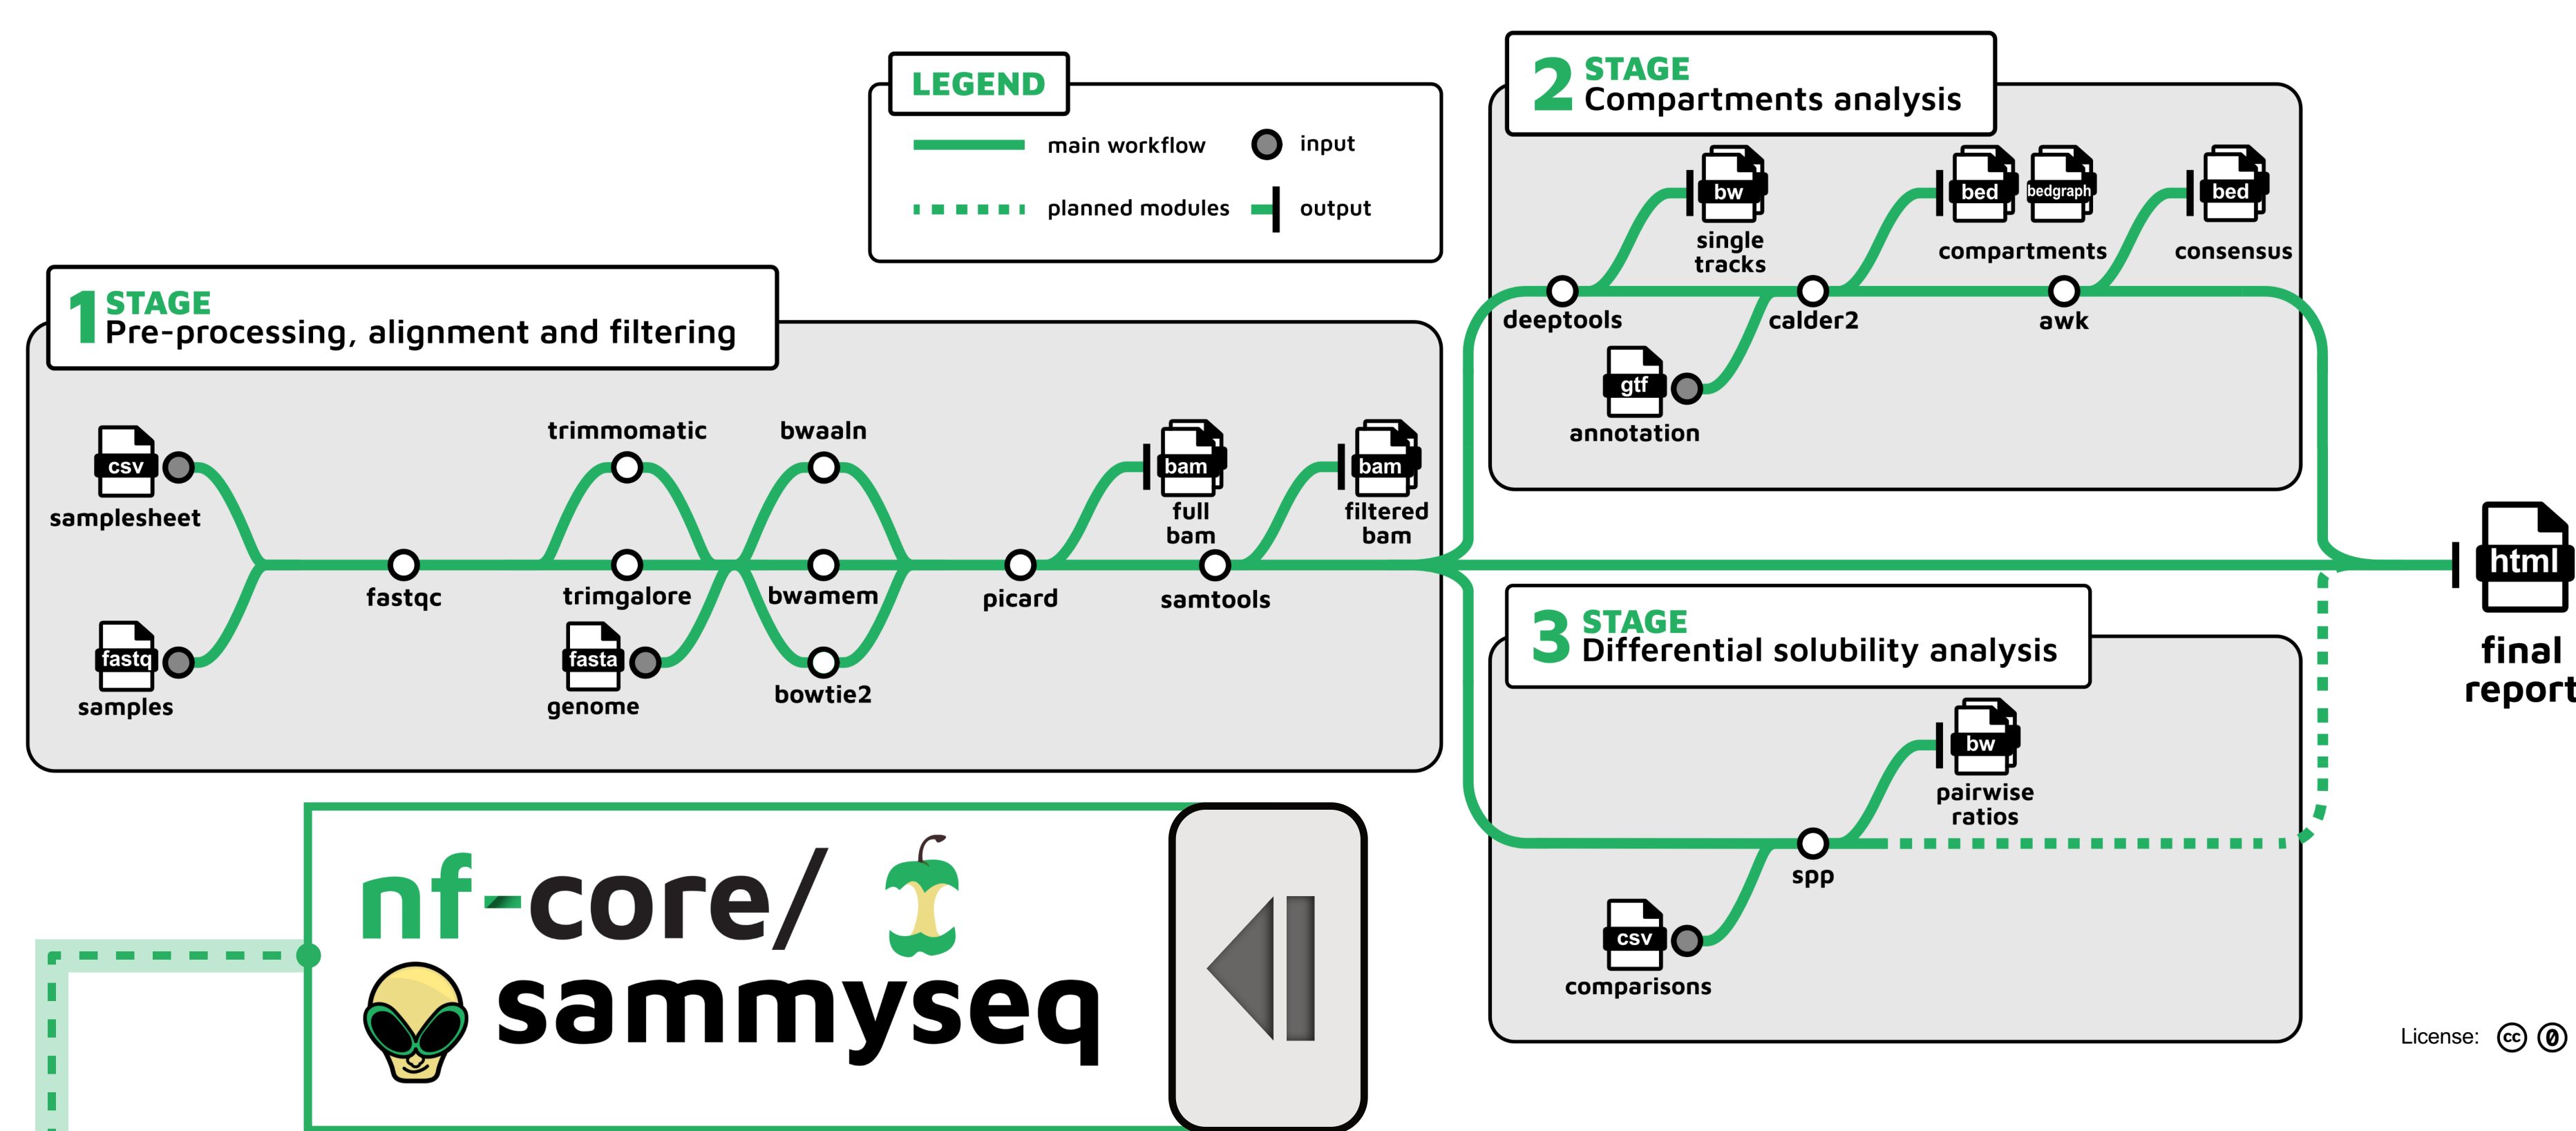 LEGEND
main workflow
input
planned modules
output
1 STAGE
Pre-processing, alignment and filtering
csv
samplesheet
fastq
samples
fastqc
trimmomatic
trimgalore
fasta
genome
bwaaln
bwamem
bowtie2
picard
bam
full
bam
samtools
bam
filtered
bam
2 STAGE
Compartments analysis
deeptools
bw
single
tracks
gtf
annotation
calder2
bed
bedgraph
compartments
awk
bed
consensus
3 STAGE
Differential solubility analysis
csv
comparisons
spp
bw
pairwise
ratios
html
final
report
nf-core/
sammyseq
License: cc 0